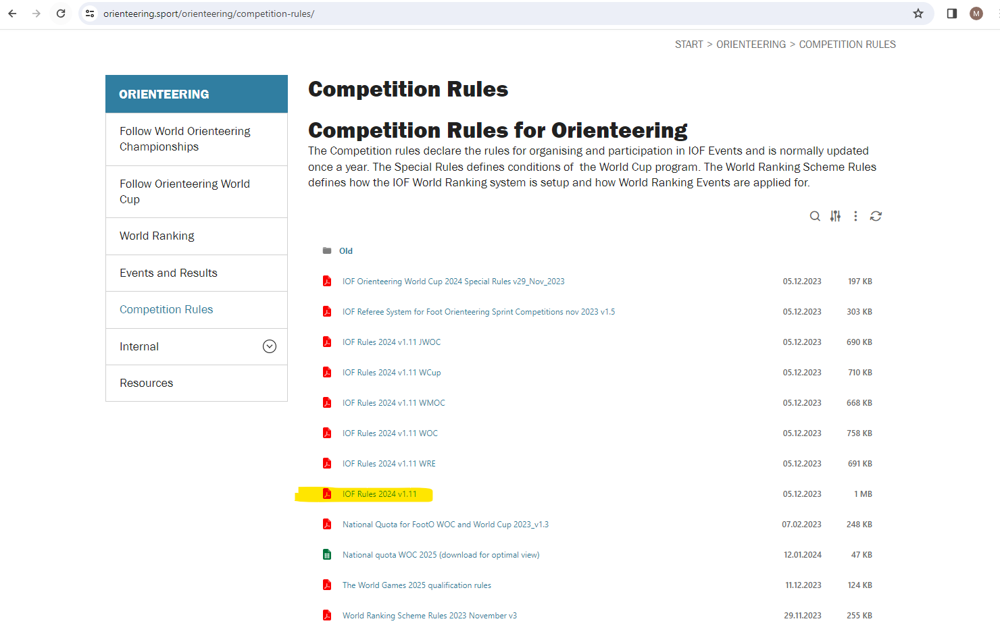 orienteering.sport/orienteering/competition-rules/
M
START > ORIENTEERING > COMPETITION RULES
ORIENTEERING
Follow World Orienteering
Championships
Follow Orienteering World
Cup
World Ranking
Events and Results
Competition Rules
Internal
Resources
Competition Rules
Competition Rules for Orienteering
The Competition rules declare the rules for organising and participation in IOF Events and is normally updated
once a year. The Special Rules defines conditions of the World Cup program. The World Ranking Scheme Rules
defines how the IOF World Ranking system is setup and how World Ranking Events are applied for.
Old
IOF Orienteering World Cup 2024 Special Rules v29_Nov_2023 05.12.2023 197 KB
IOF Referee System for Foot Orienteering Sprint Competitions nov 2023 v1.5 05.12.2023 303 KB
IOF Rules 2024 v1.11 JWOC 05.12.2023 690 KB
IOF Rules 2024 v1.11 WCup 05.12.2023 710 KB
IOF Rules 2024 v1.11 WMOC 05.12.2023 668 KB
IOF Rules 2024 v1.11 WOC 05.12.2023 758 KB
IOF Rules 2024 v1.11 WRE 05.12.2023 691 KB
IOF Rules 2024 v1.11 05.12.2023 1 MB
National Quota for FootO WOC and World Cup 2023_v1.3 07.02.2023 248 KB
National quota WOC 2025 (download for optimal view) 12.01.2024 47 KB
The World Games 2025 qualification rules 11.12.2023 124 KB
World Ranking Scheme Rules 2023 November v3 29.11.2023 255 KB